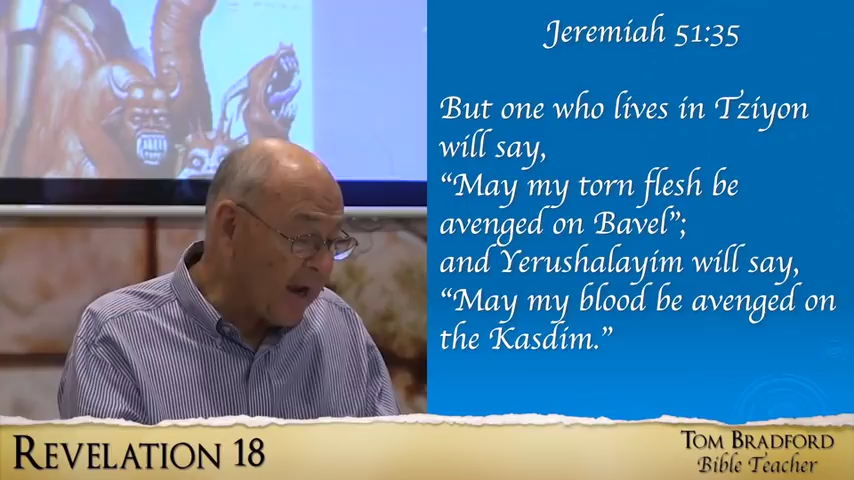 Jeremiah 51:35
But one who lives in Tziyon
will say,
“May my torn flesh be
avenged on Bavel”;
and Yerushalayim will say,
“May my blood be avenged on
the Kasdim.”
REVELATION 18
TOM BRADFORD
Bible Teacher